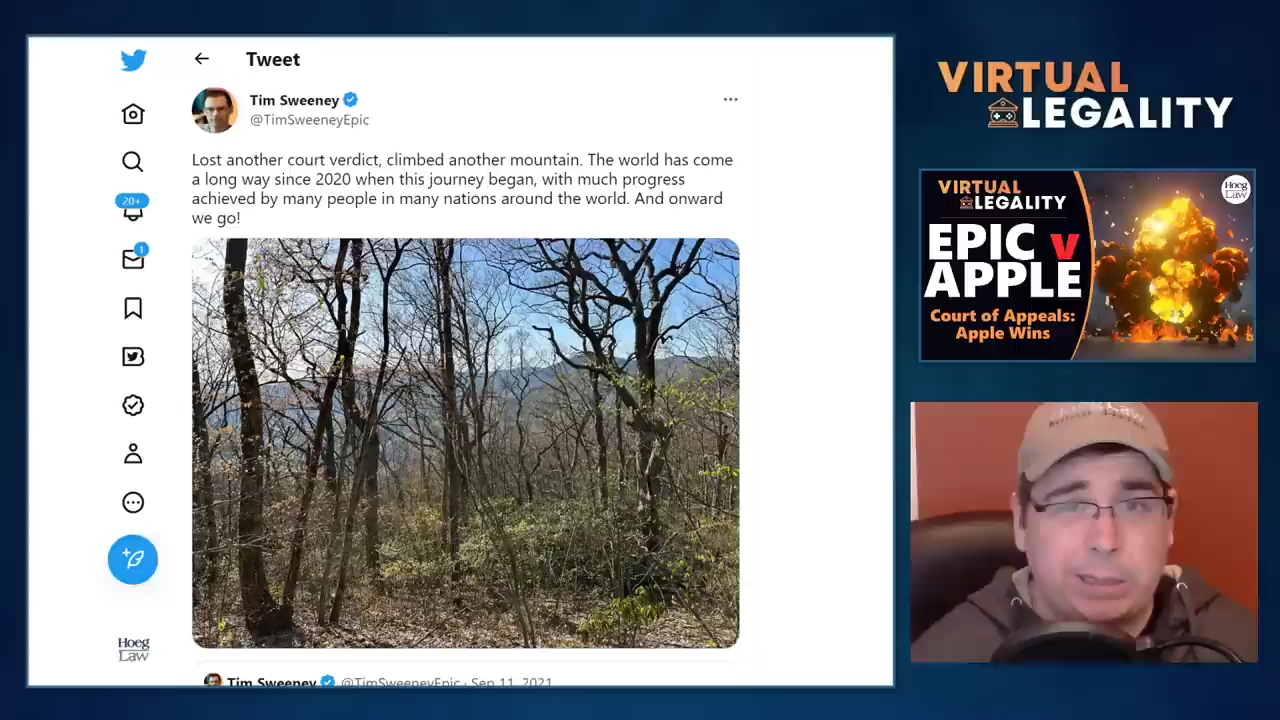 Tweet
Tim Sweeney
@TimSweeneyEpic
Lost another court verdict, climbed another mountain. The world has come
a long way since 2020 when this journey began, with much progress
achieved by many people in many nations around the world. And onward
we go!
20+
1
Hoeg
Law
Tim Sweeney @TimSweeneyEpic · Sep 11, 2021
VIRTUAL
LEGALITY
VIRTUAL
LEGALITY
Hoeg
Law
EPIC v
APPLE
Court of Appeals:
Apple Wins